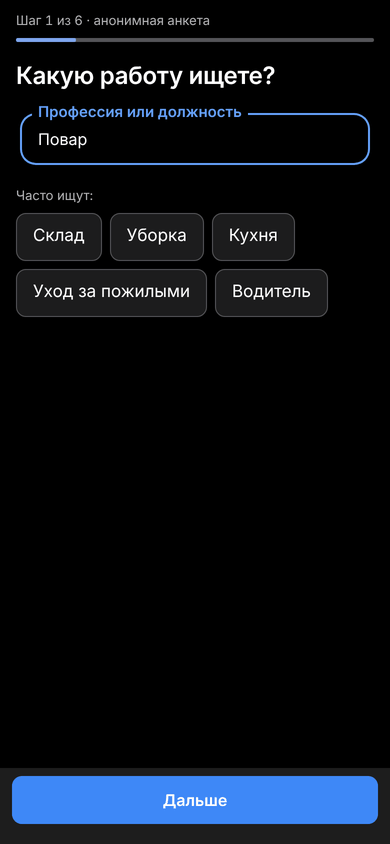 Шаг 1 из 6 · анонимная анкета
Какую работу ищете?
Профессия или должность
Повар
Часто ищут:
Склад Уборка Кухня
Уход за пожилыми Водитель
Дальше